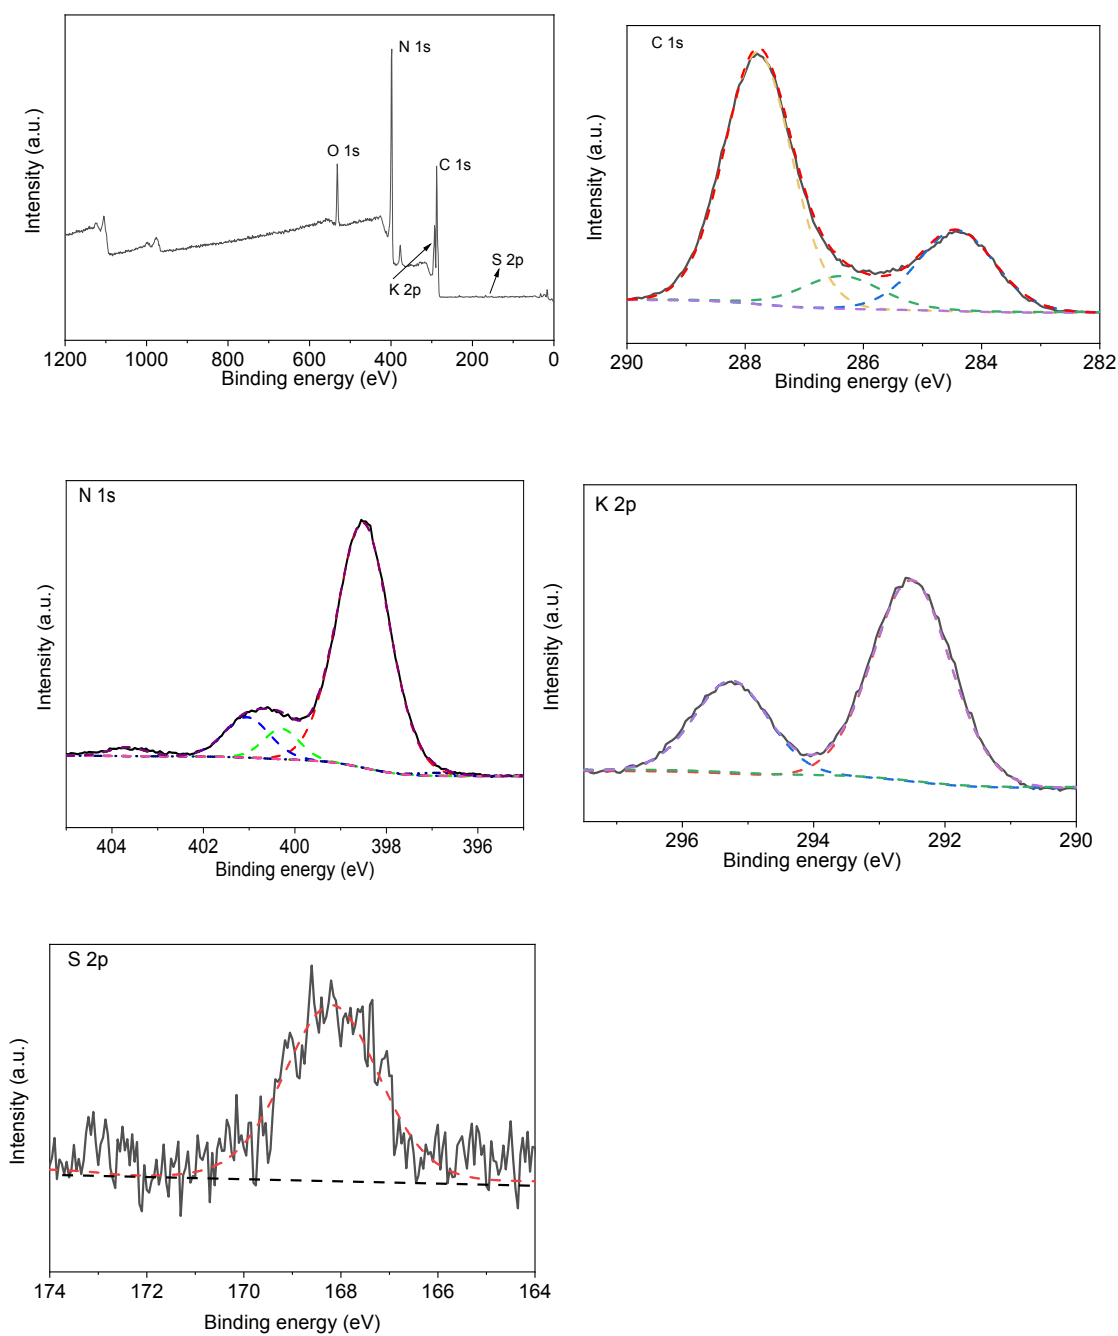 N 1s
O 1s
C 1s
K 2p
S 2p
Intensity (a.u.)
1200 1000 800 600 400 200 0
Binding energy (eV)
C 1s
Intensity (a.u.)
290 288 286 284 282
Binding energy (eV)
N 1s
Intensity (a.u.)
404 402 400 398 396
Binding energy (eV)
K 2p
Intensity (a.u.)
296 294 292 290
Binding energy (eV)
S 2p
Intensity (a.u.)
174 172 170 168 166 164
Binding energy (eV)